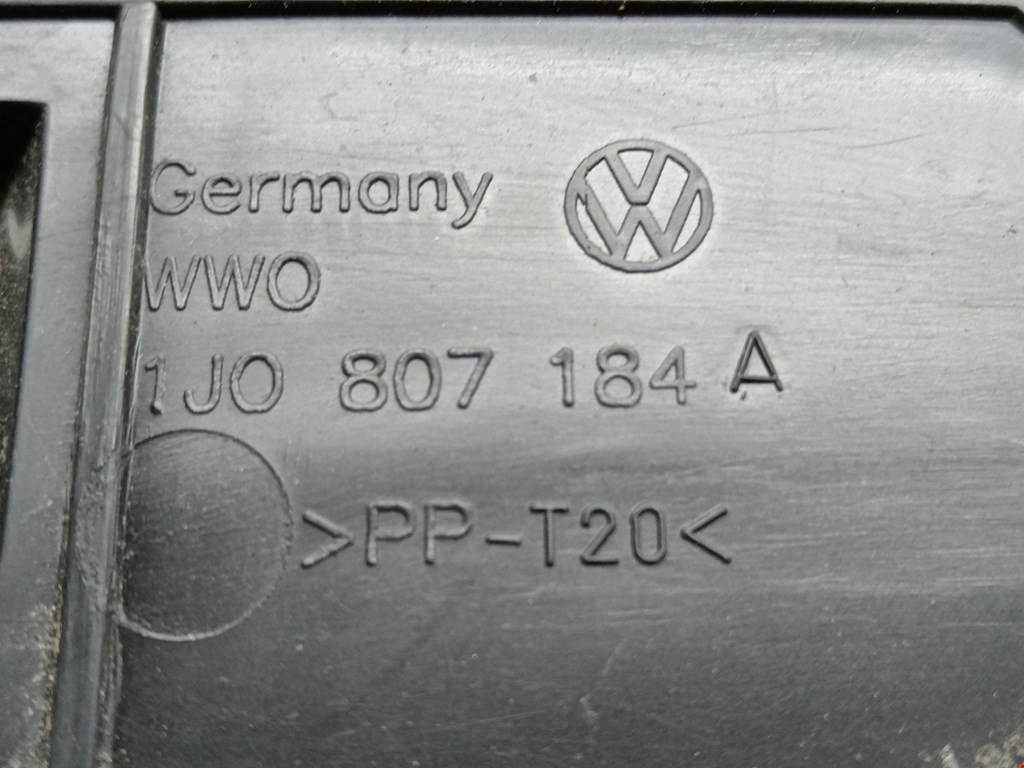 Germany
WWO
1J0 807 184 A
>PP-T20<